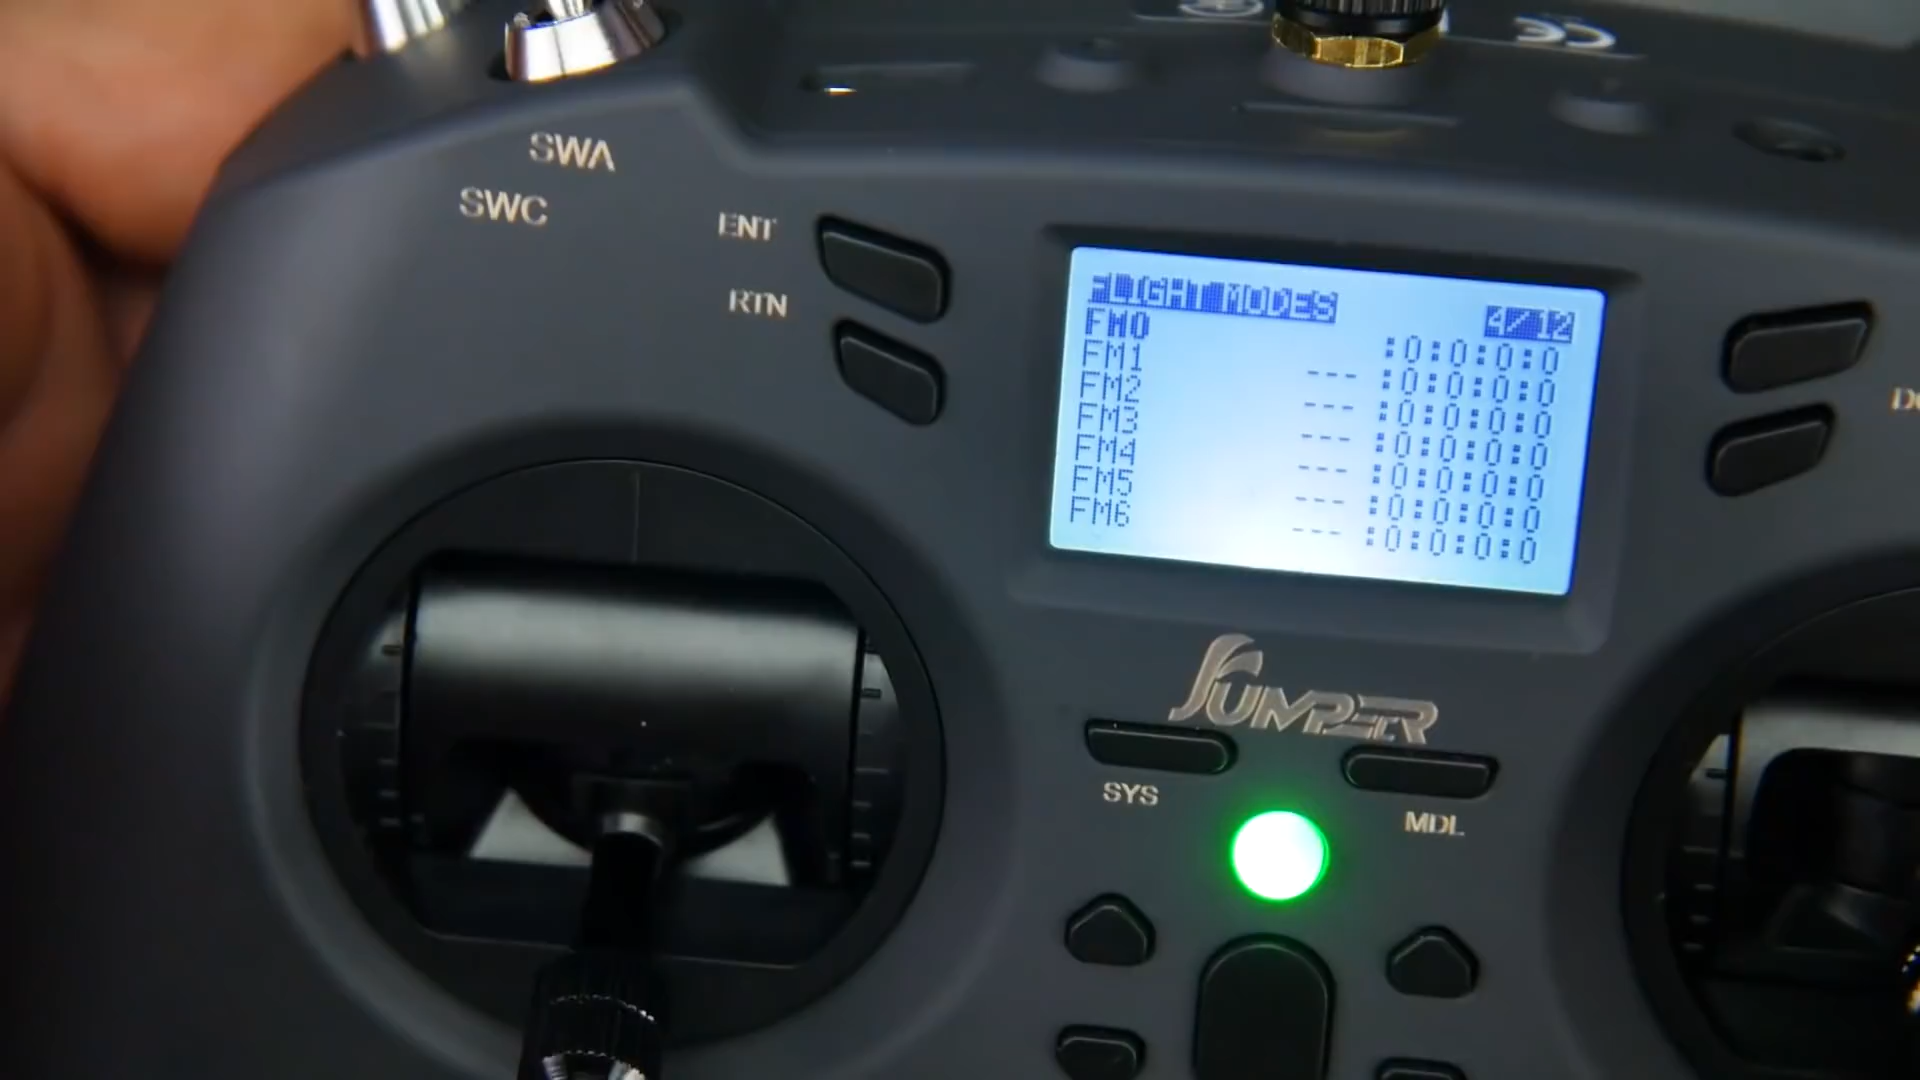 SWA
SWC
ENT
RTN
FLIGHT MODES 4/12
FM0 :0:0:0:0
FM1 --- :0:0:0:0
FM2 --- :0:0:0:0
FM3 --- :0:0:0:0
FM4 --- :0:0:0:0
FM5 --- :0:0:0:0
FM6 --- :0:0:0:0
JUMPER
SYS
MDL